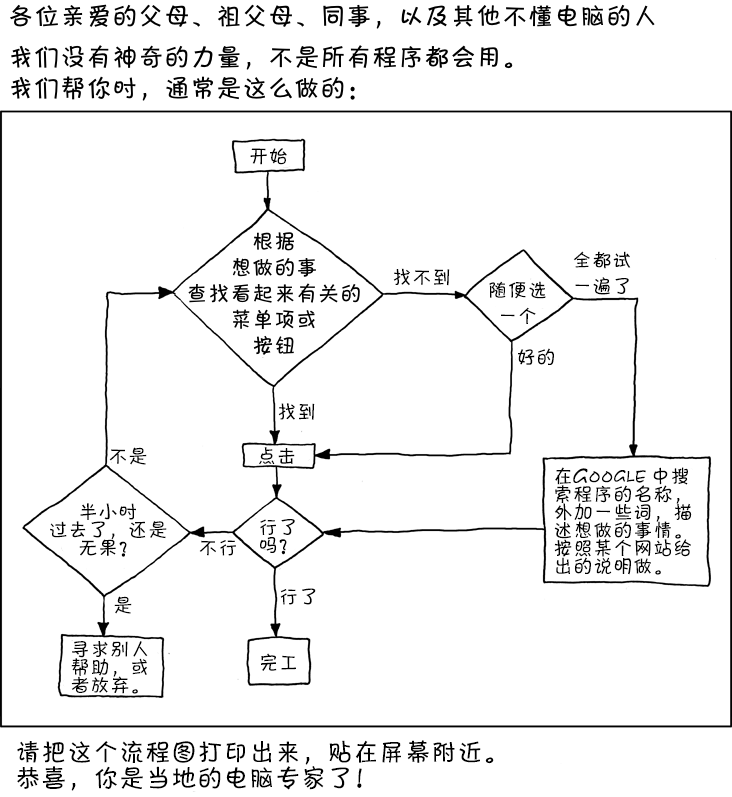 各位亲爱的父母、祖父母、同事，以及其他不懂电脑的人
我们没有神奇的力量，不是所有程序都会用。
我们帮你时，通常是这么做的：
开始
根据
想做的事
查找看起来有关的
菜单项或
按钮
找不到
随便选
一个
全都试
一遍了
好的
找到
点击
在GOOGLE中搜
索程序的名称，
外加一些词，描
述想做的事情。
按照某个网站给
出的说明做。
行了
吗？
不行
行了
完工
半小时
过去了，还是
无果？
不是
是
寻求别人
帮助，或
者放弃。
请把这个流程图打印出来，贴在屏幕附近。
恭喜，你是当地的电脑专家了！